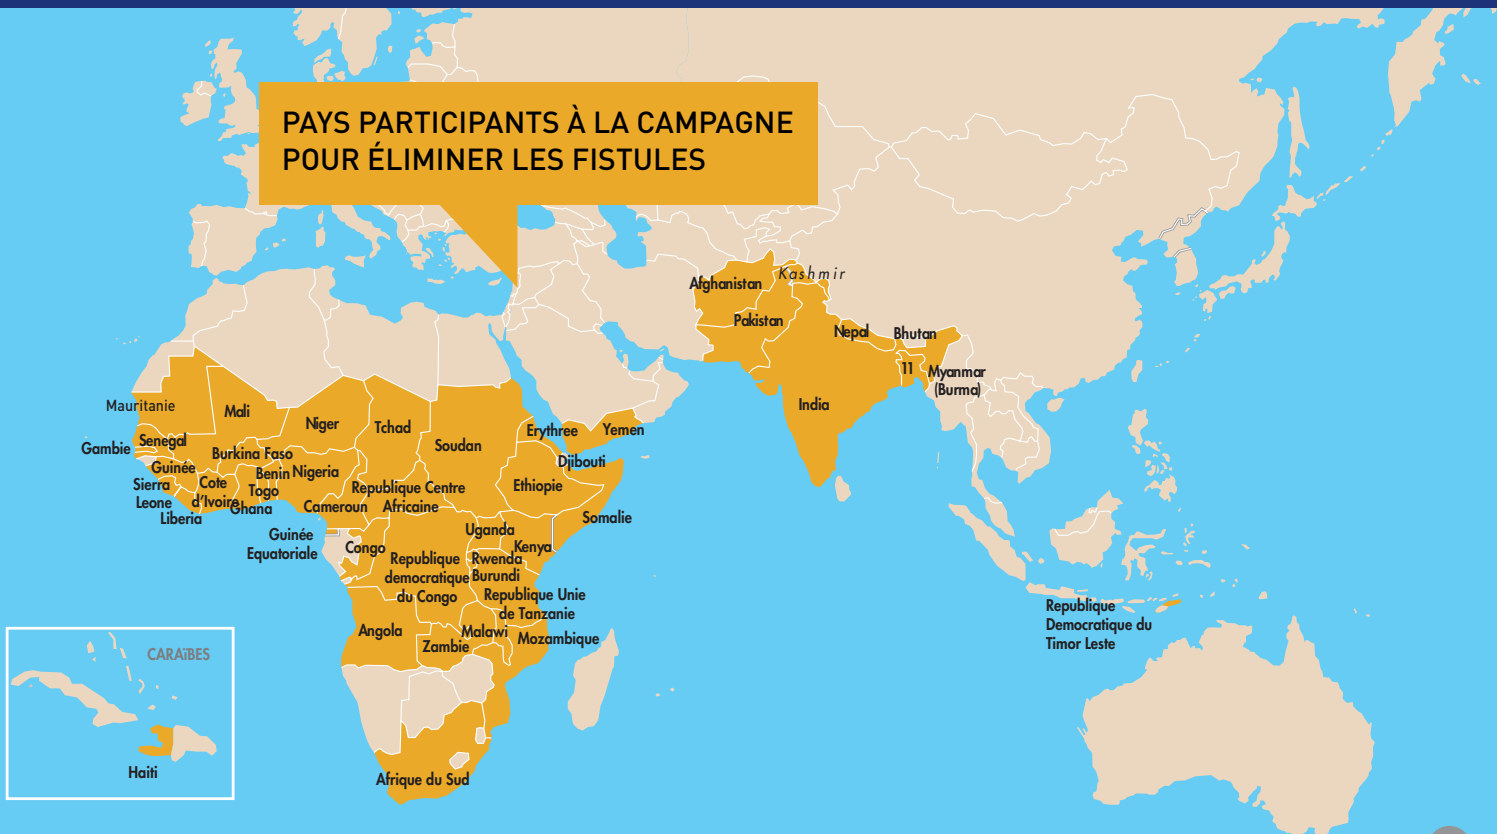 PAYS PARTICIPANTS À LA CAMPAGNE
POUR ÉLIMINER LES FISTULES
Kashmir
Afghanistan
Pakistan
Nepal
Bhutan
11
Myanmar
(Burma)
India
Mauritanie
Mali
Niger
Tchad
Soudan
Erythree
Yemen
Gambie
Senegal
Burkina Faso
Djibouti
Guinée
Benin
Nigeria
Sierra
Leone
Cote
d'Ivoire
Togo
Republique Centre
Africaine
Ethiopie
Liberia
Ghana
Cameroun
Somalie
Guinée
Equatoriale
Uganda
Congo
Kenya
Republique
democratique
du Congo
Rwenda
Burundi
Republique Unie
de Tanzanie
Angola
Malawi
Zambie
Mozambique
Republique
Democratique du
Timor Leste
CARAïBES
Haiti
Afrique du Sud